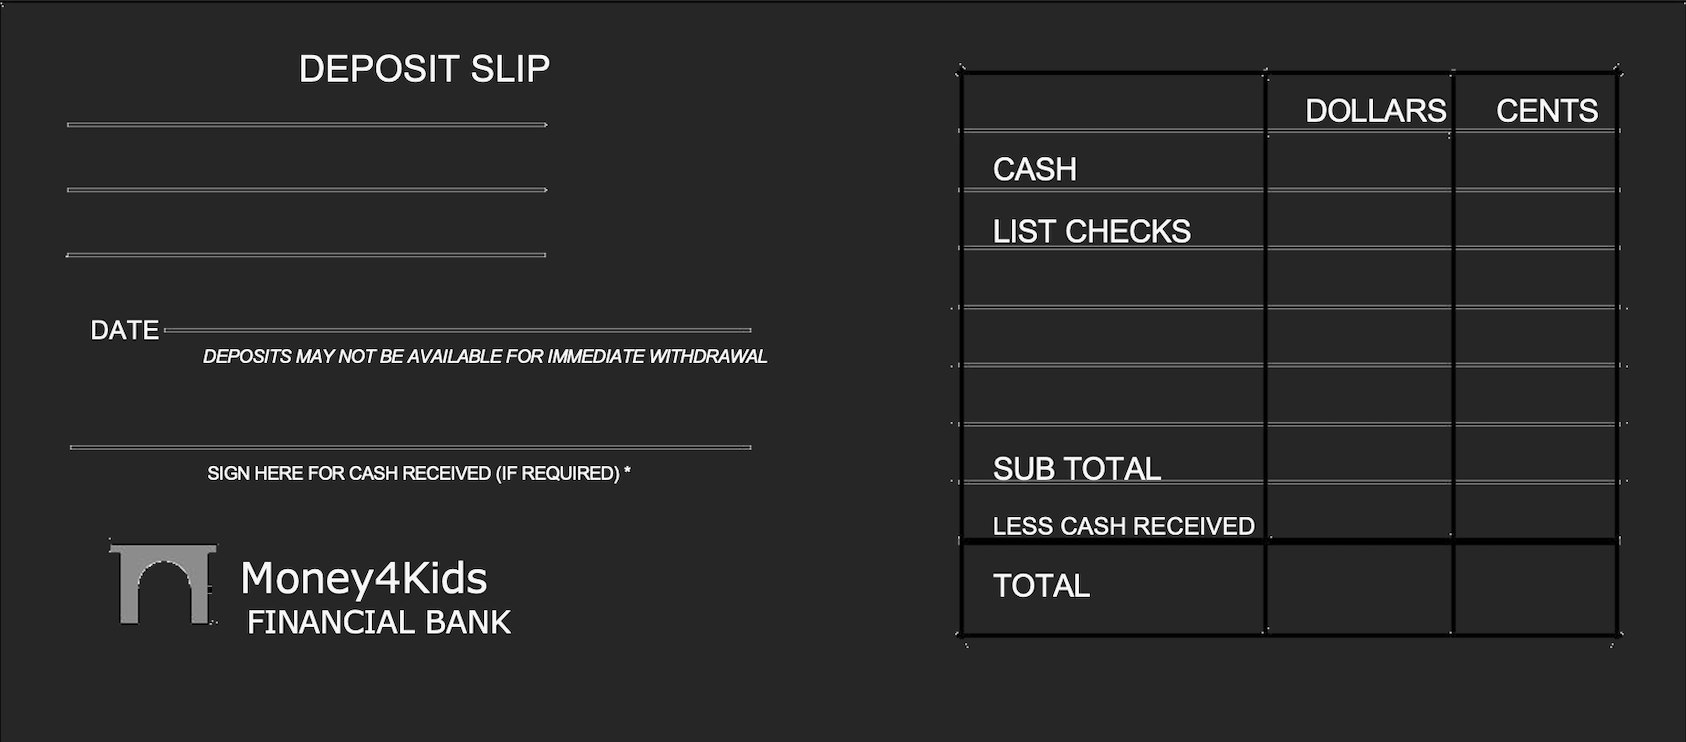 DEPOSIT SLIP
DATE
DEPOSITS MAY NOT BE AVAILABLE FOR IMMEDIATE WITHDRAWAL
SIGN HERE FOR CASH RECEIVED (IF REQUIRED) *
Money4Kids
FINANCIAL BANK
DOLLARS CENTS
CASH
LIST CHECKS
SUB TOTAL
LESS CASH RECEIVED
TOTAL